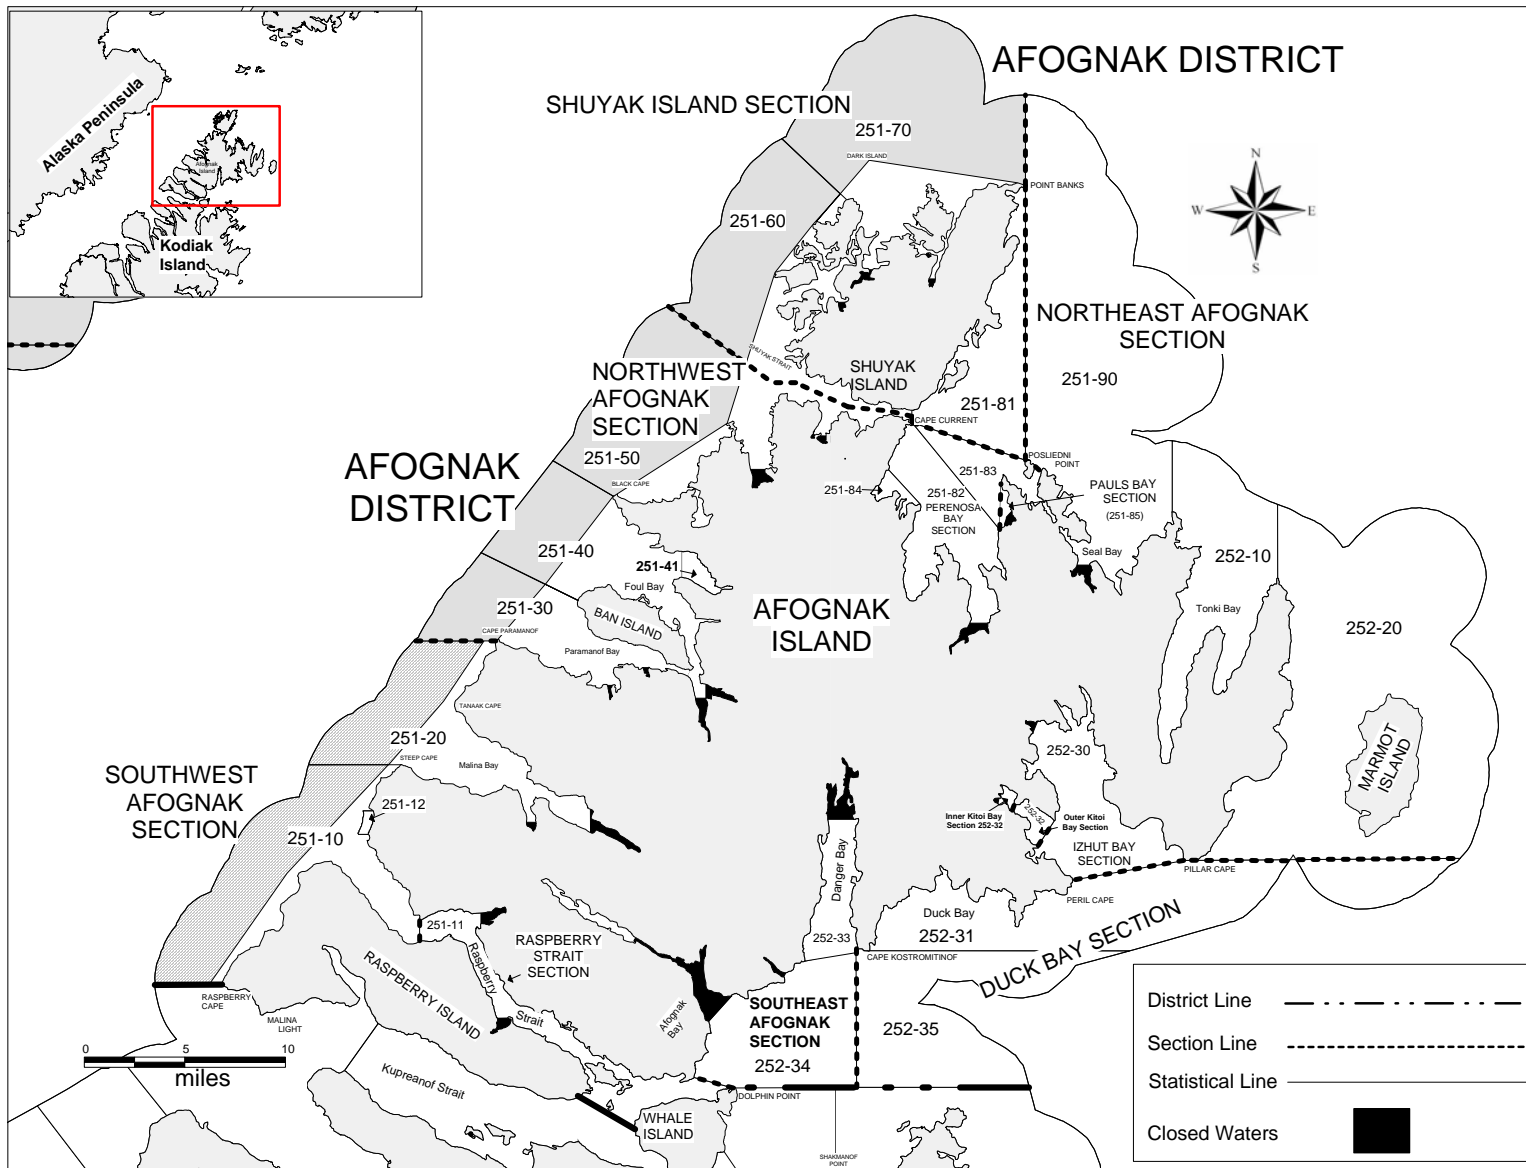 AFOGNAK DISTRICT
SHUYAK ISLAND SECTION
Alaska Peninsula
Afognak
Island
Kodiak
Island
251-70
DARK ISLAND
POINT BANKS
N
W
E
S
251-60
NORTHEAST AFOGNAK
SECTION
SHUYAK STRAIT
SHUYAK
ISLAND
251-90
251-81
NORTHWEST
AFOGNAK
SECTION
CAPE CURRENT
251-50
BLACK CAPE
AFOGNAK
DISTRICT
POSLIEDNI
POINT
251-83
251-84
251-82
PERENOSA
BAY
SECTION
PAULS BAY
SECTION
(251-85)
251-40
251-41
Foul Bay
Seal Bay
252-10
251-30
BAN ISLAND
AFOGNAK
ISLAND
Tonki Bay
252-20
CAPE PARAMANOF
Paramanof Bay
TANAAK CAPE
251-20
STEEP CAPE
Malina Bay
252-30
MARMOT
ISLAND
SOUTHWEST
AFOGNAK
SECTION
251-12
251-10
Inner Kitoi Bay
Section 252-32
252-32
Outer Kitoi
Bay Section
IZHUT BAY
SECTION
PILLAR CAPE
PERIL CAPE
Danger Bay
Duck Bay
252-31
252-33
CAPE KOSTROMITINOF
DUCK BAY SECTION
251-11
RASPBERRY
STRAIT
SECTION
Raspberry
Strait
RASPBERRY ISLAND
RASPBERRY
CAPE
MALINA
LIGHT
Afognak
Bay
SOUTHEAST
AFOGNAK
SECTION
252-34
252-35
0 5 10
miles
Kupreanof Strait
DOLPHIN POINT
WHALE
ISLAND
SHAKMANOF
POINT
District Line
Section Line
Statistical Line
Closed Waters